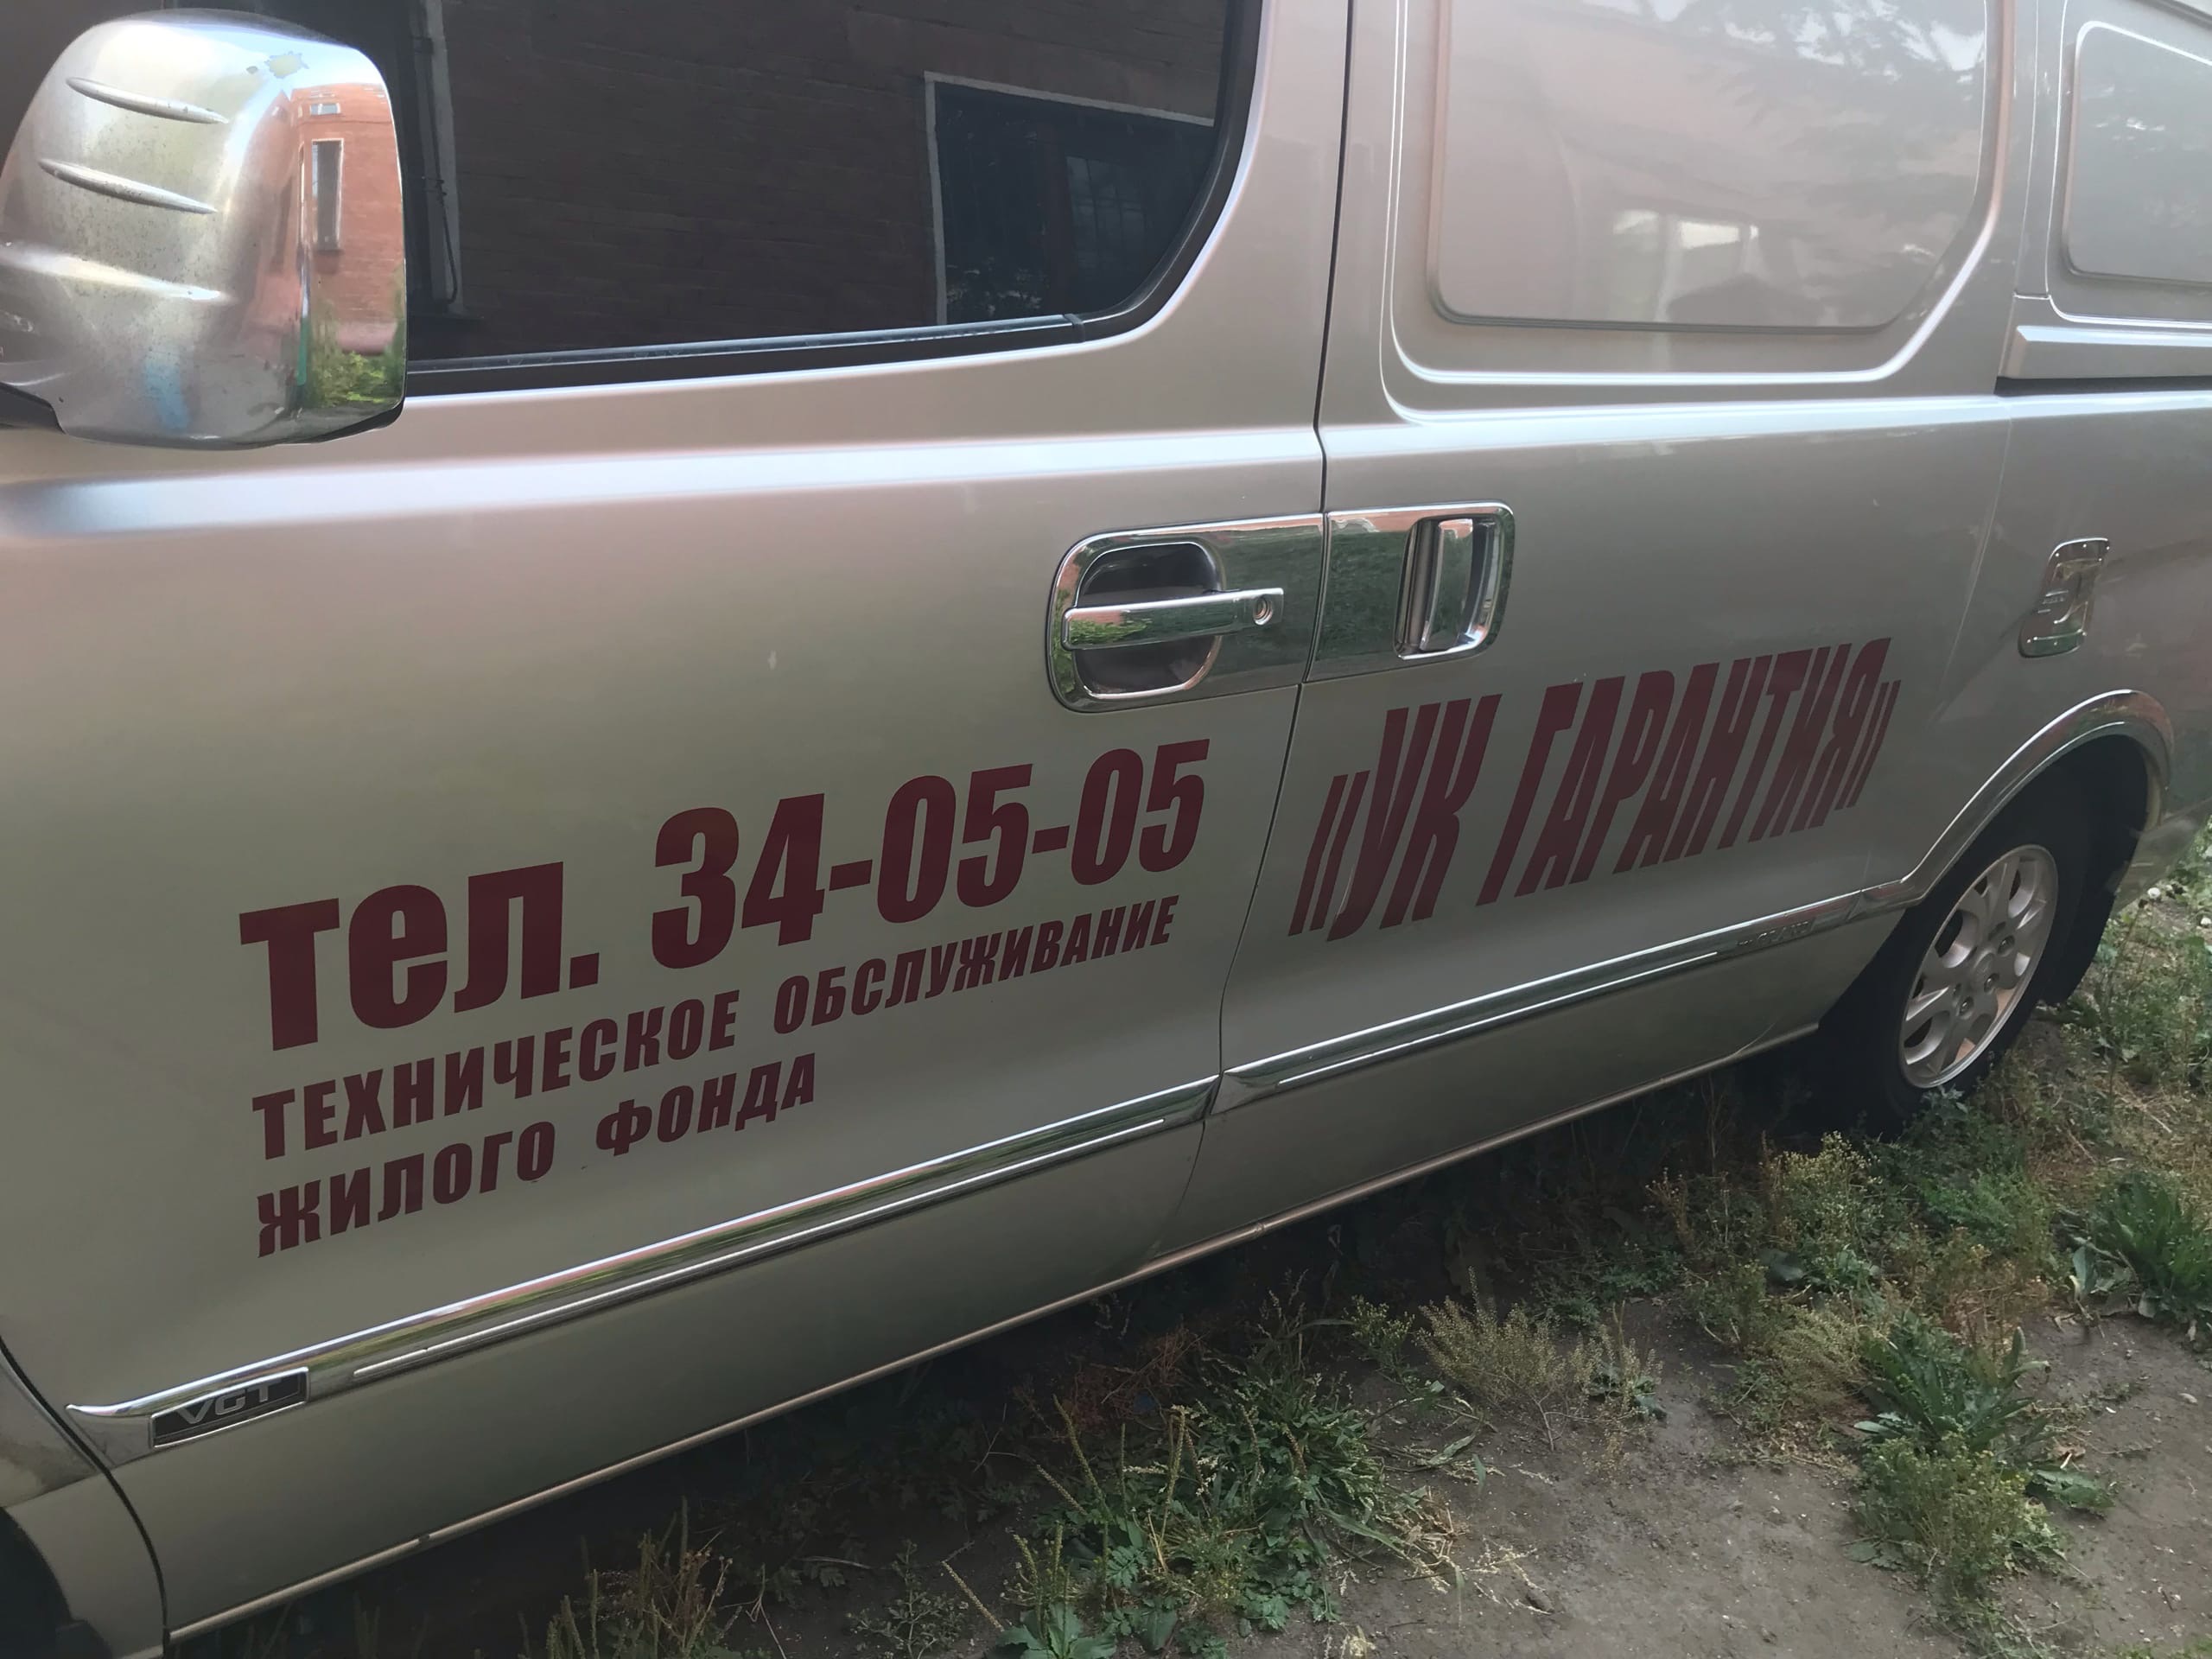 тел. 34-05-05
ТЕХНИЧЕСКОЕ ОБСЛУЖИВАНИЕ
ЖИЛОГО ФОНДА
«УК ГАРАНТИЯ»
VGT